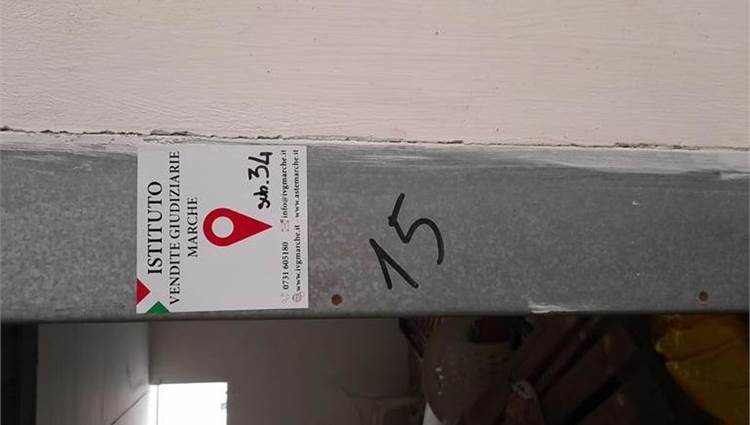 ISTITUTO
VENDITE GIUDIZIARIE
MARCHE
sub. 34
0731 605180 info@ivgmarche.it
www.ivgmarche.it www.astemarche.it
15